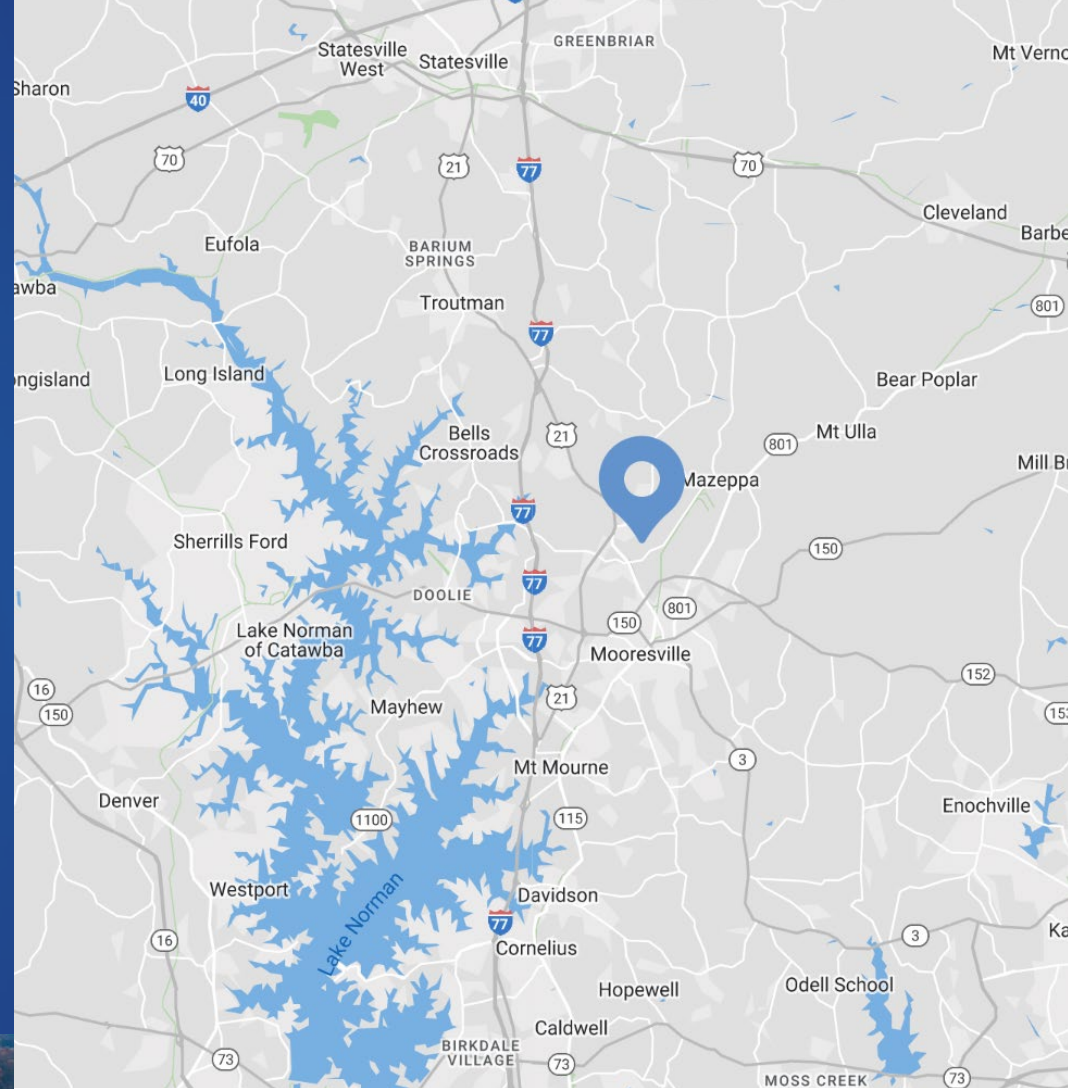 GREENBRIAR
Statesville
West
Statesville
Mt Verno
Sharon
40
70
21
77
70
Cleveland
Eufola
Barbe
BARIUM
SPRINGS
awba
Troutman
801
77
Long Island
ongisland
Bear Poplar
21
Bells
Crossroads
801
Mt Ulla
Mazeppa
Mill Br
77
Sherrills Ford
150
77
DOOLIE
801
150
Lake Norman
of Catawba
77
Mooresville
152
16
150
Mayhew
21
153
Mt Mourne
3
Denver
1100
115
Enochville
Westport
Davidson
Lake Norman
77
16
Cornelius
3
Ka
Hopewell
Odell School
Caldwell
BIRKDALE
VILLAGE
73
73
MOSS CREEK
73